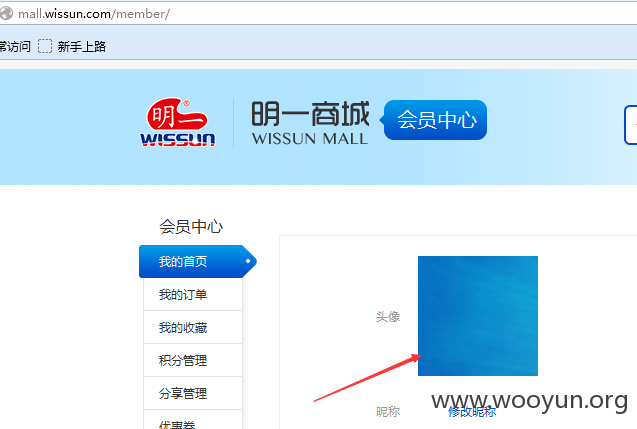 mall.wissun.com/member/
常访问 新手上路
明一®
WISSUN
明一商城
WISSUN MALL
会员中心
会员中心
我的首页
我的订单
我的收藏
积分管理
分享管理
优惠券
头像
昵称 修改昵称
www.wooyun.org